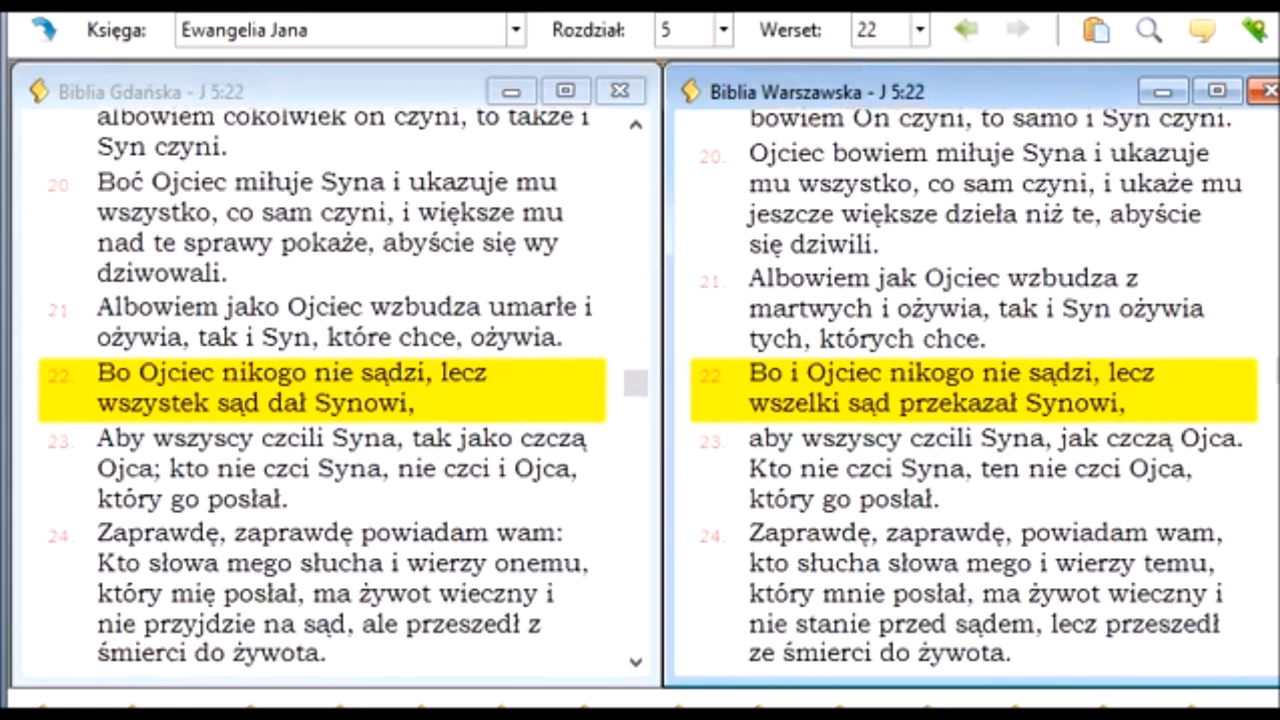 Księga: Ewangelia Jana Rozdział: 5 Werset: 22
Biblia Gdańska - J 5:22
albowiem cokolwiek on czyni, to także i
Syn czyni.
20 Boć Ojciec miłuje Syna i ukazuje mu
wszystko, co sam czyni, i większe mu
nad te sprawy pokaże, abyście się wy
dziwowali.
21 Albowiem jako Ojciec wzbudza umarłe i
ożywia, tak i Syn, które chce, ożywia.
22. Bo Ojciec nikogo nie sądzi, lecz
wszystek sąd dał Synowi,
23. Aby wszyscy czcili Syna, tak jako czczą
Ojca; kto nie czci Syna, nie czci i Ojca,
który go posłał.
24. Zaprawdę, zaprawdę powiadam wam:
Kto słowa mego słucha i wierzy onemu,
który mię posłał, ma żywot wieczny i
nie przyjdzie na sąd, ale przeszedł z
śmierci do żywota.
Biblia Warszawska - J 5:22
bowiem On czyni, to samo i Syn czyni.
20. Ojciec bowiem miłuje Syna i ukazuje
mu wszystko, co sam czyni, i ukaże mu
jeszcze większe dzieła niż te, abyście
się dziwili.
21. Albowiem jak Ojciec wzbudza z
martwych i ożywia, tak i Syn ożywia
tych, których chce.
22. Bo i Ojciec nikogo nie sądzi, lecz
wszelki sąd przekazał Synowi,
23. aby wszyscy czcili Syna, jak czczą Ojca.
Kto nie czci Syna, ten nie czci Ojca,
który go posłał.
24. Zaprawdę, zaprawdę, powiadam wam,
kto słucha słowa mego i wierzy temu,
który mnie posłał, ma żywot wieczny i
nie stanie przed sądem, lecz przeszedł
ze śmierci do żywota.